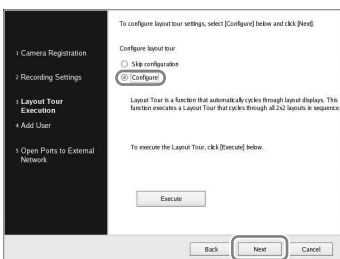 To configure layout tour settings, select [Configure] below and click [Next].
Configure layout tour
Skip configuration
Configure
Layout Tour is a function that automatically cycles through layout displays. This
function executes a Layout Tour that cycles through all 2x2 layouts in sequence.
To execute the Layout Tour, click [Execute] below.
Execute
1 Camera Registration
2 Recording Settings
3 Layout Tour
Execution
4 Add User
5 Open Ports to External
Network
Back
Next
Cancel